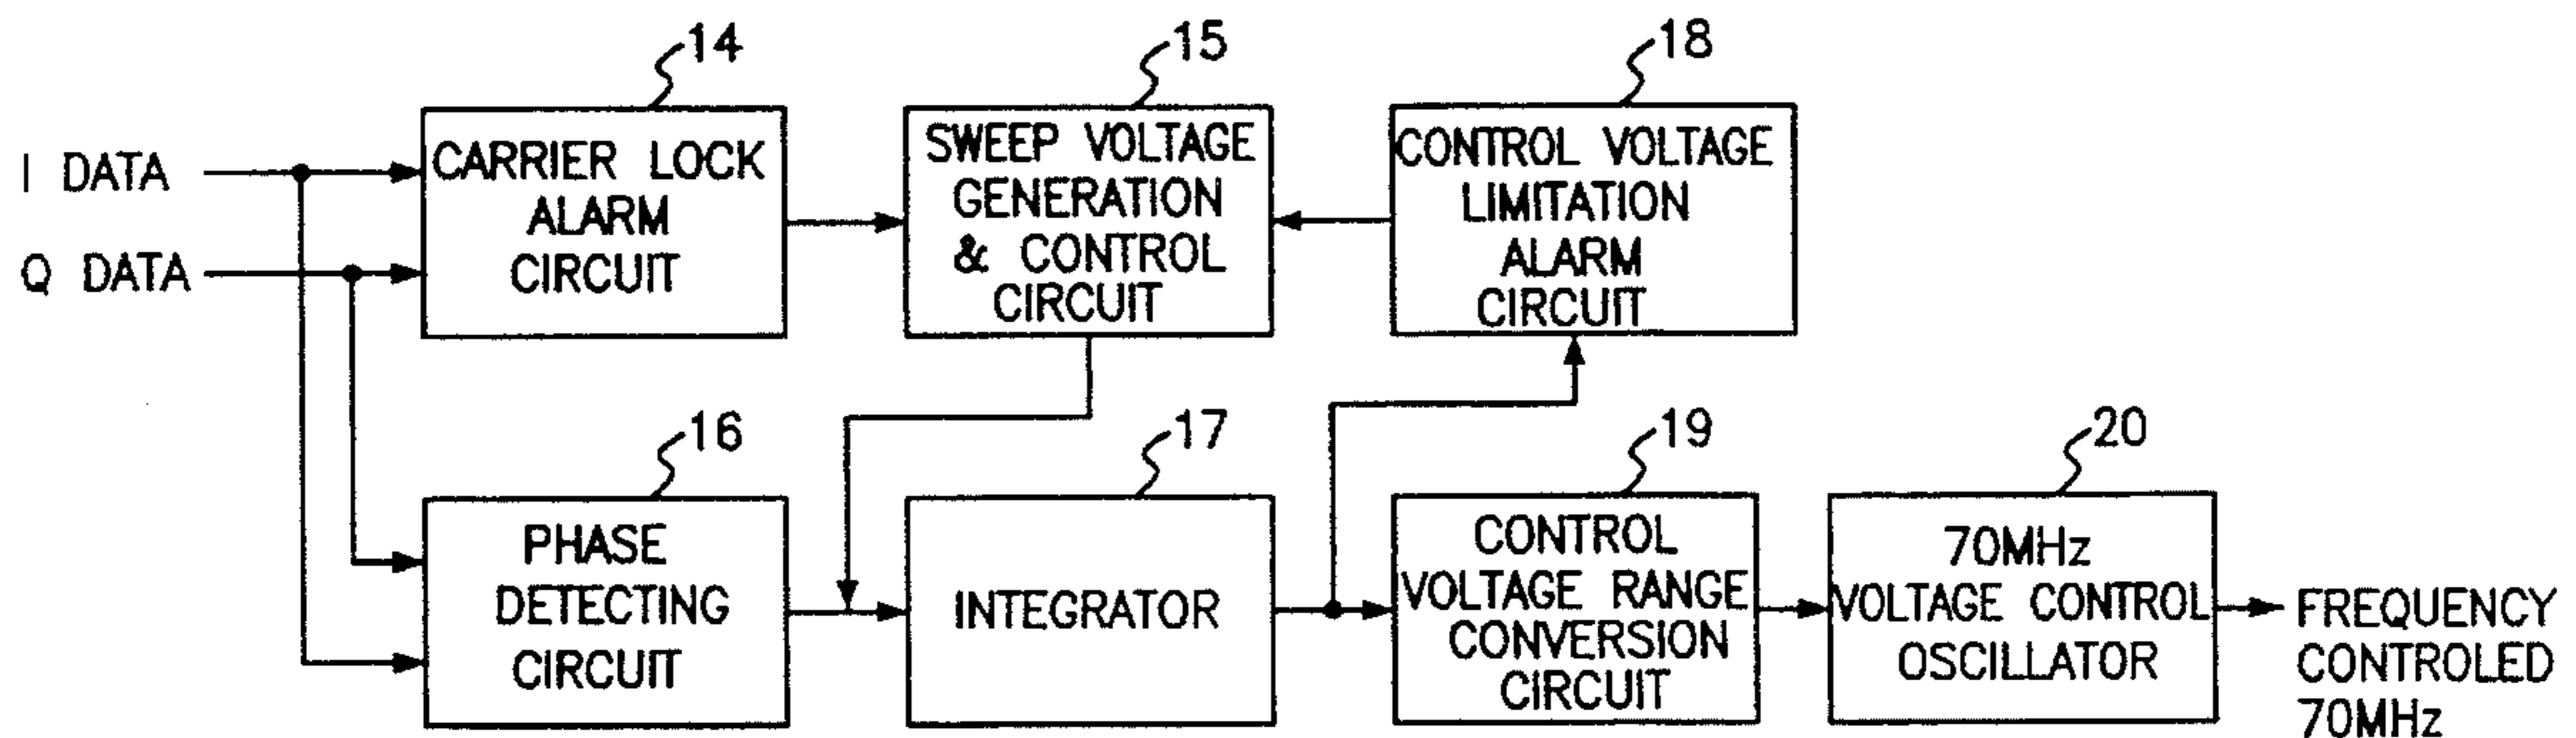 14
15
18
I DATA
Q DATA
CARRIER LOCK
ALARM
CIRCUIT
SWEEP VOLTAGE
GENERATION
& CONTROL
CIRCUIT
CONTROL VOLTAGE
LIMITATION
ALARM
CIRCUIT
16
17
19
20
PHASE
DETECTING
CIRCUIT
INTEGRATOR
CONTROL
VOLTAGE RANGE
CONVERSION
CIRCUIT
70MHz
VOLTAGE CONTROL
OSCILLATOR
FREQUENCY
CONTROLED
70MHz